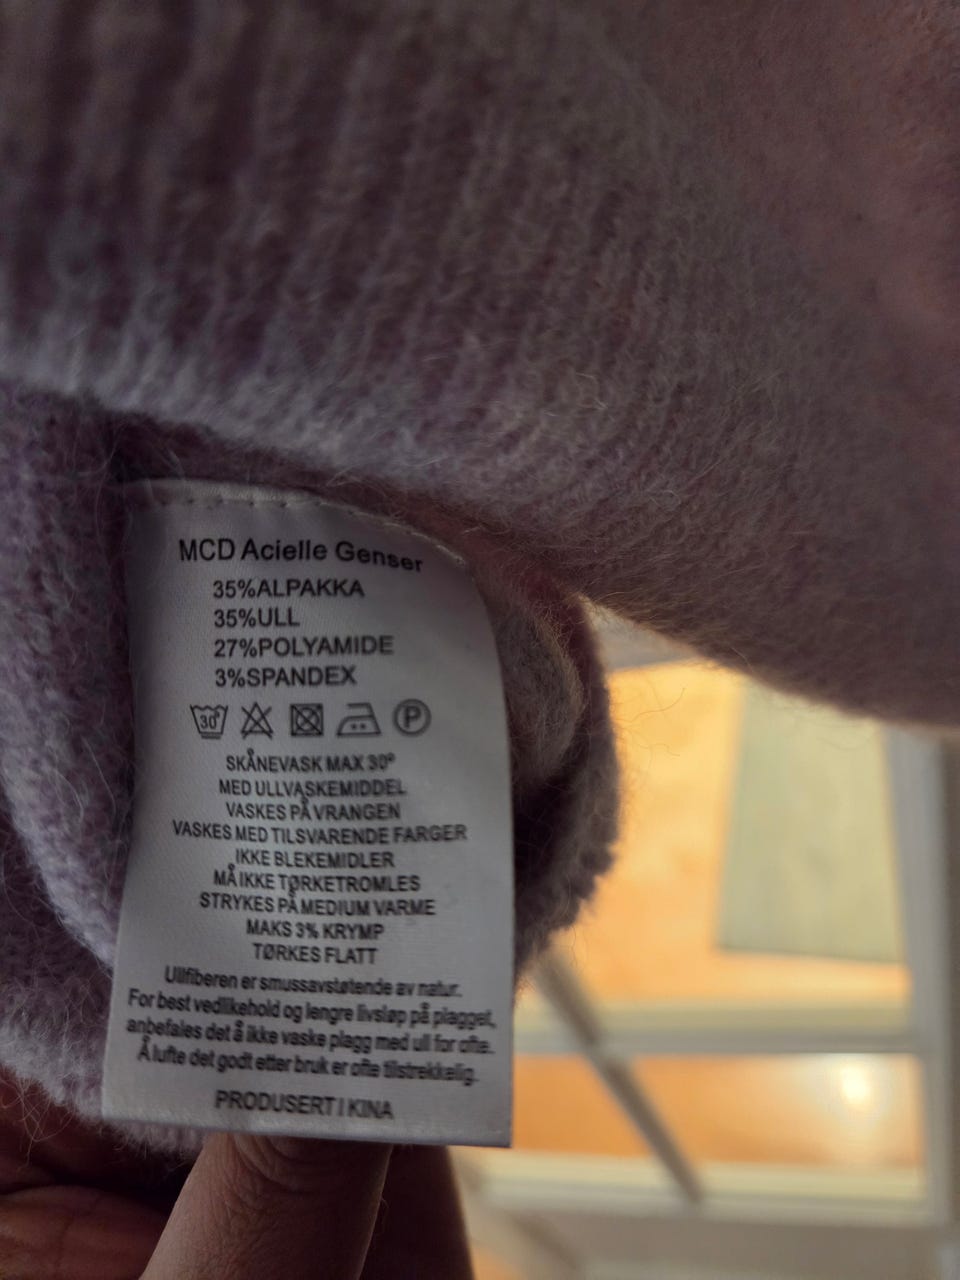 MCD Acielle Genser
35%ALPAKKA
35%ULL
27%POLYAMIDE
3%SPANDEX
30° P
SKÅNEVASK MAX 30°
MED ULLVASKEMIDDEL
VASKES PÅ VRANGEN
VASKES MED TILSVARENDE FARGER
IKKE BLEKEMIDLER
MÅ IKKE TØRKETROMLES
STRYKES PÅ MEDIUM VARME
MAKS 3% KRYMP
TØRKES FLATT
Ullfiberen er smussavstøtende av natur.
For best vedlikehold og lengre livsløp på plagget,
anbefales det å ikke vaske plagg med ull for ofte.
Å lufte det godt etter bruk er ofte tilstrekkelig.
PRODUSERT I KINA